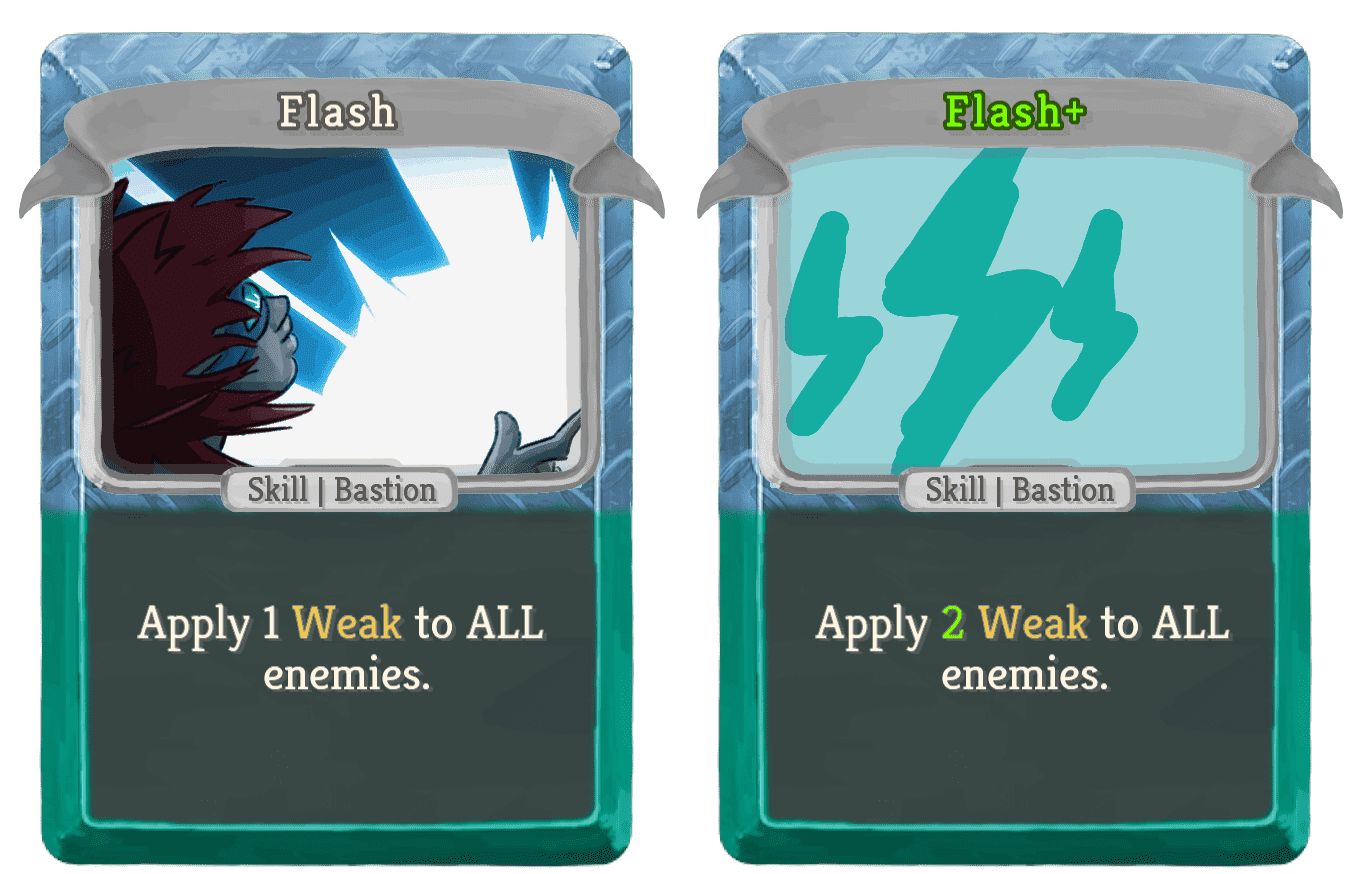 Flash
Skill | Bastion
Apply 1 Weak to ALL
enemies.
Flash+
Skill | Bastion
Apply 2 Weak to ALL
enemies.